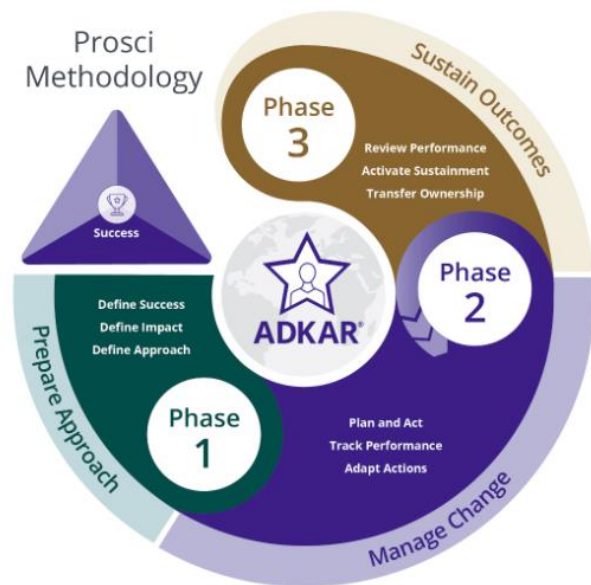 Prosci
Methodology
Success
Phase
1
Prepare Approach
Define Success
Define Impact
Define Approach
Phase
2
Manage Change
Plan and Act
Track Performance
Adapt Actions
Phase
3
Sustain Outcomes
Review Performance
Activate Sustainment
Transfer Ownership
ADKAR®